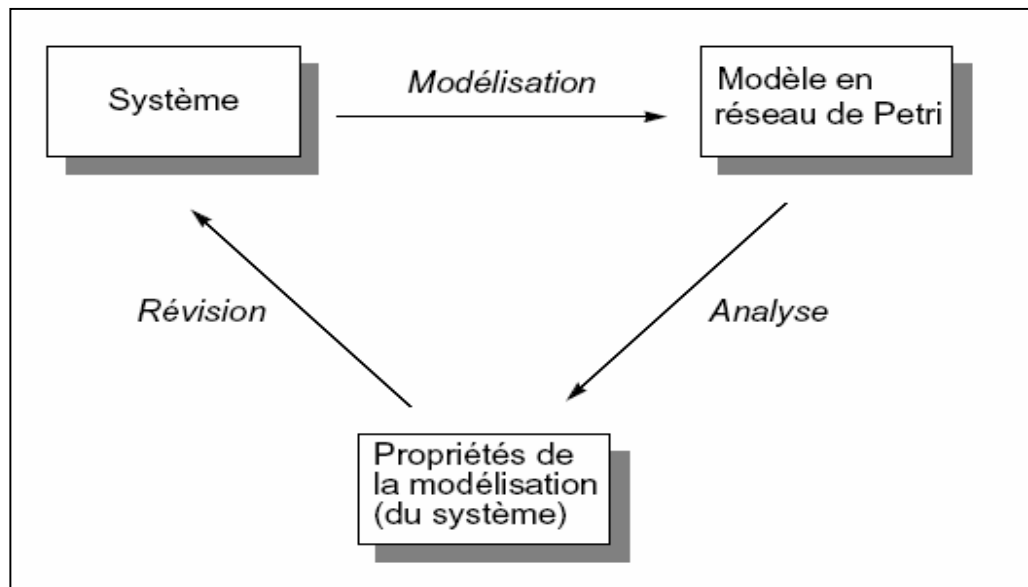 Système
Modélisation
Modèle en
réseau de Petri
Révision
Analyse
Propriétés de
la modélisation
(du système)